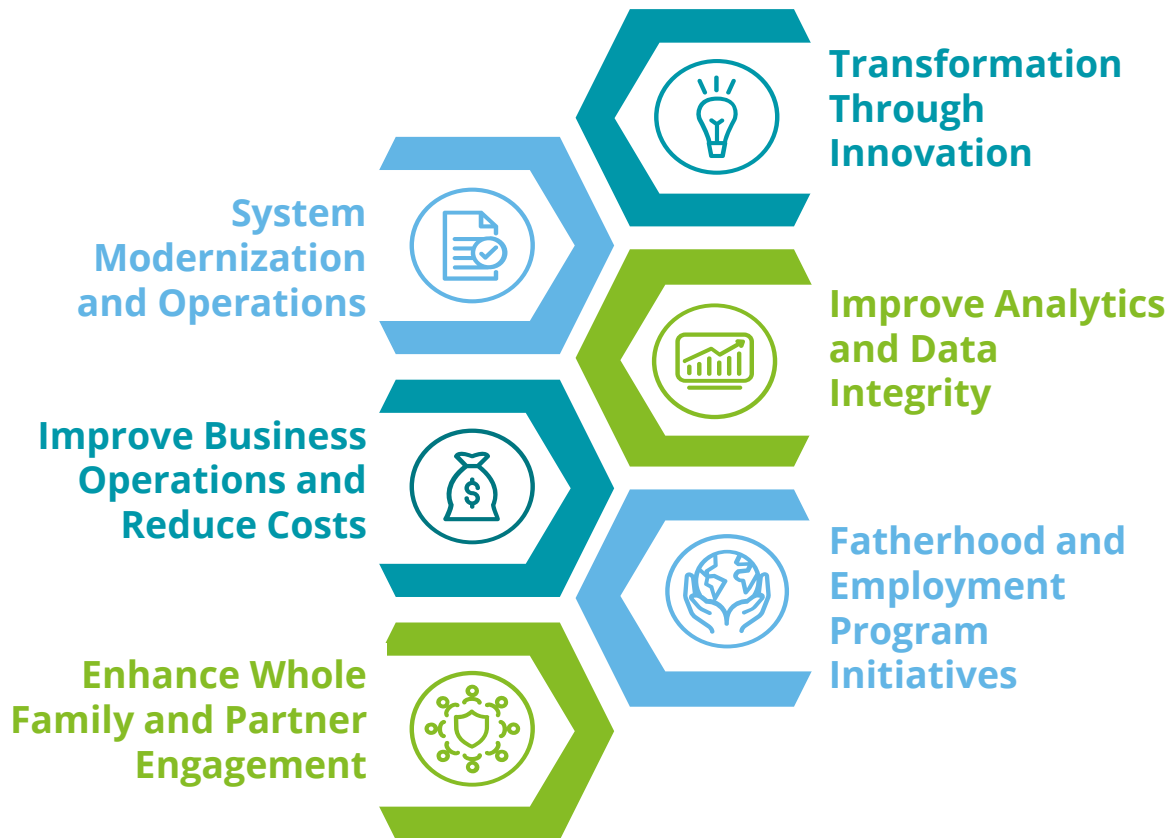 Transformation
Through
Innovation
System
Modernization
and Operations
Improve Analytics
and Data
Integrity
Improve Business
Operations and
Reduce Costs
$
Fatherhood and
Employment
Program
Initiatives
Enhance Whole
Family and Partner
Engagement